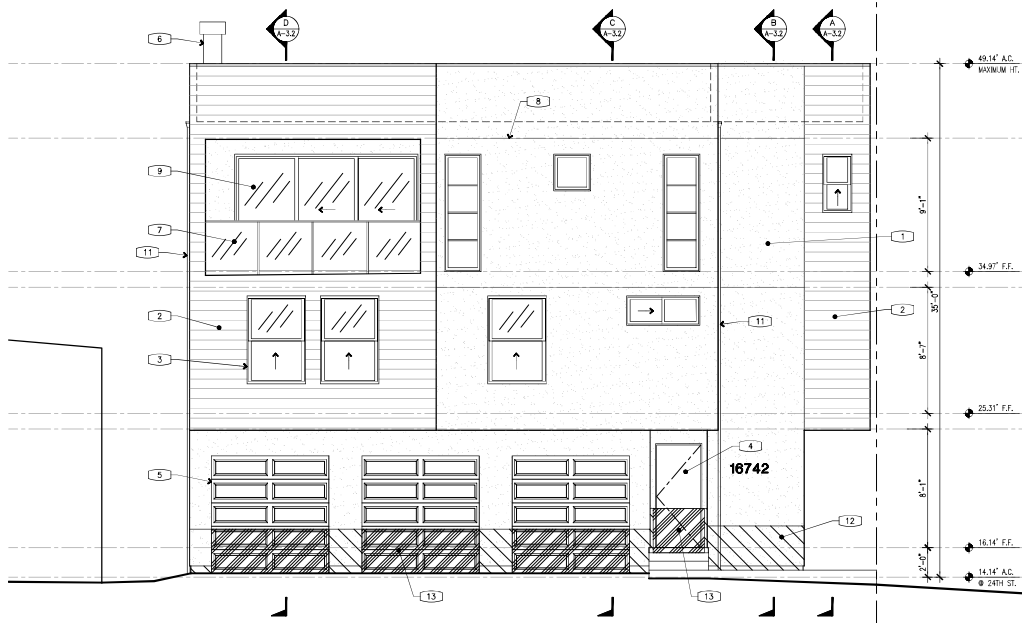 D
A-3.2
C
A-3.2
B
A-3.2
A
A-3.2
6
49.14' A.C.
MAXIMUM HT.
8
9
7
11
1
9'-1"
34.97' F.F.
35'-0"
2
2
11
3
8'-7"
25.31' F.F.
4
16742
5
8'-1"
12
16.14' F.F.
2'-0"
14.14' A.C.
@ 24TH ST.
13
13